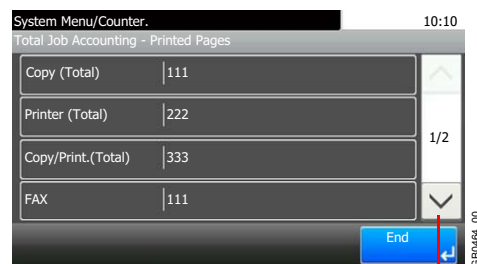 System Menu/Counter.
10:10
Total Job Accounting - Printed Pages
Copy (Total) 111
Printer (Total) 222
1/2
Copy/Print.(Total) 333
FAX 111
End
GB0464_00